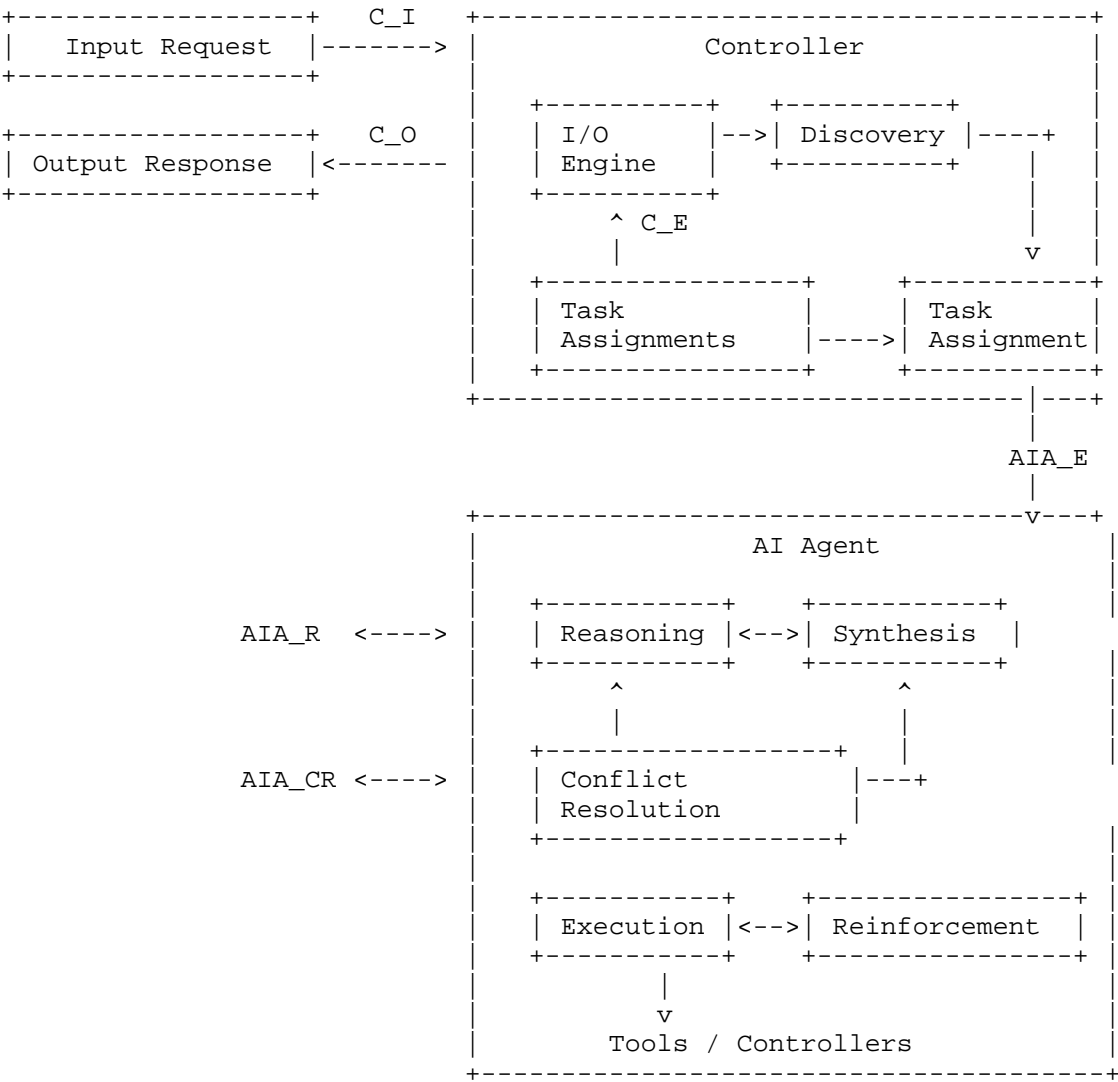 C_I
Input Request
Controller
C_O
I/O
Engine
Discovery
Output Response
C_E
Task
Assignments
Task
Assignment
AIA_E
AI Agent
AIA_R
Reasoning
Synthesis
AIA_CR
Conflict
Resolution
Execution
Reinforcement
Tools / Controllers